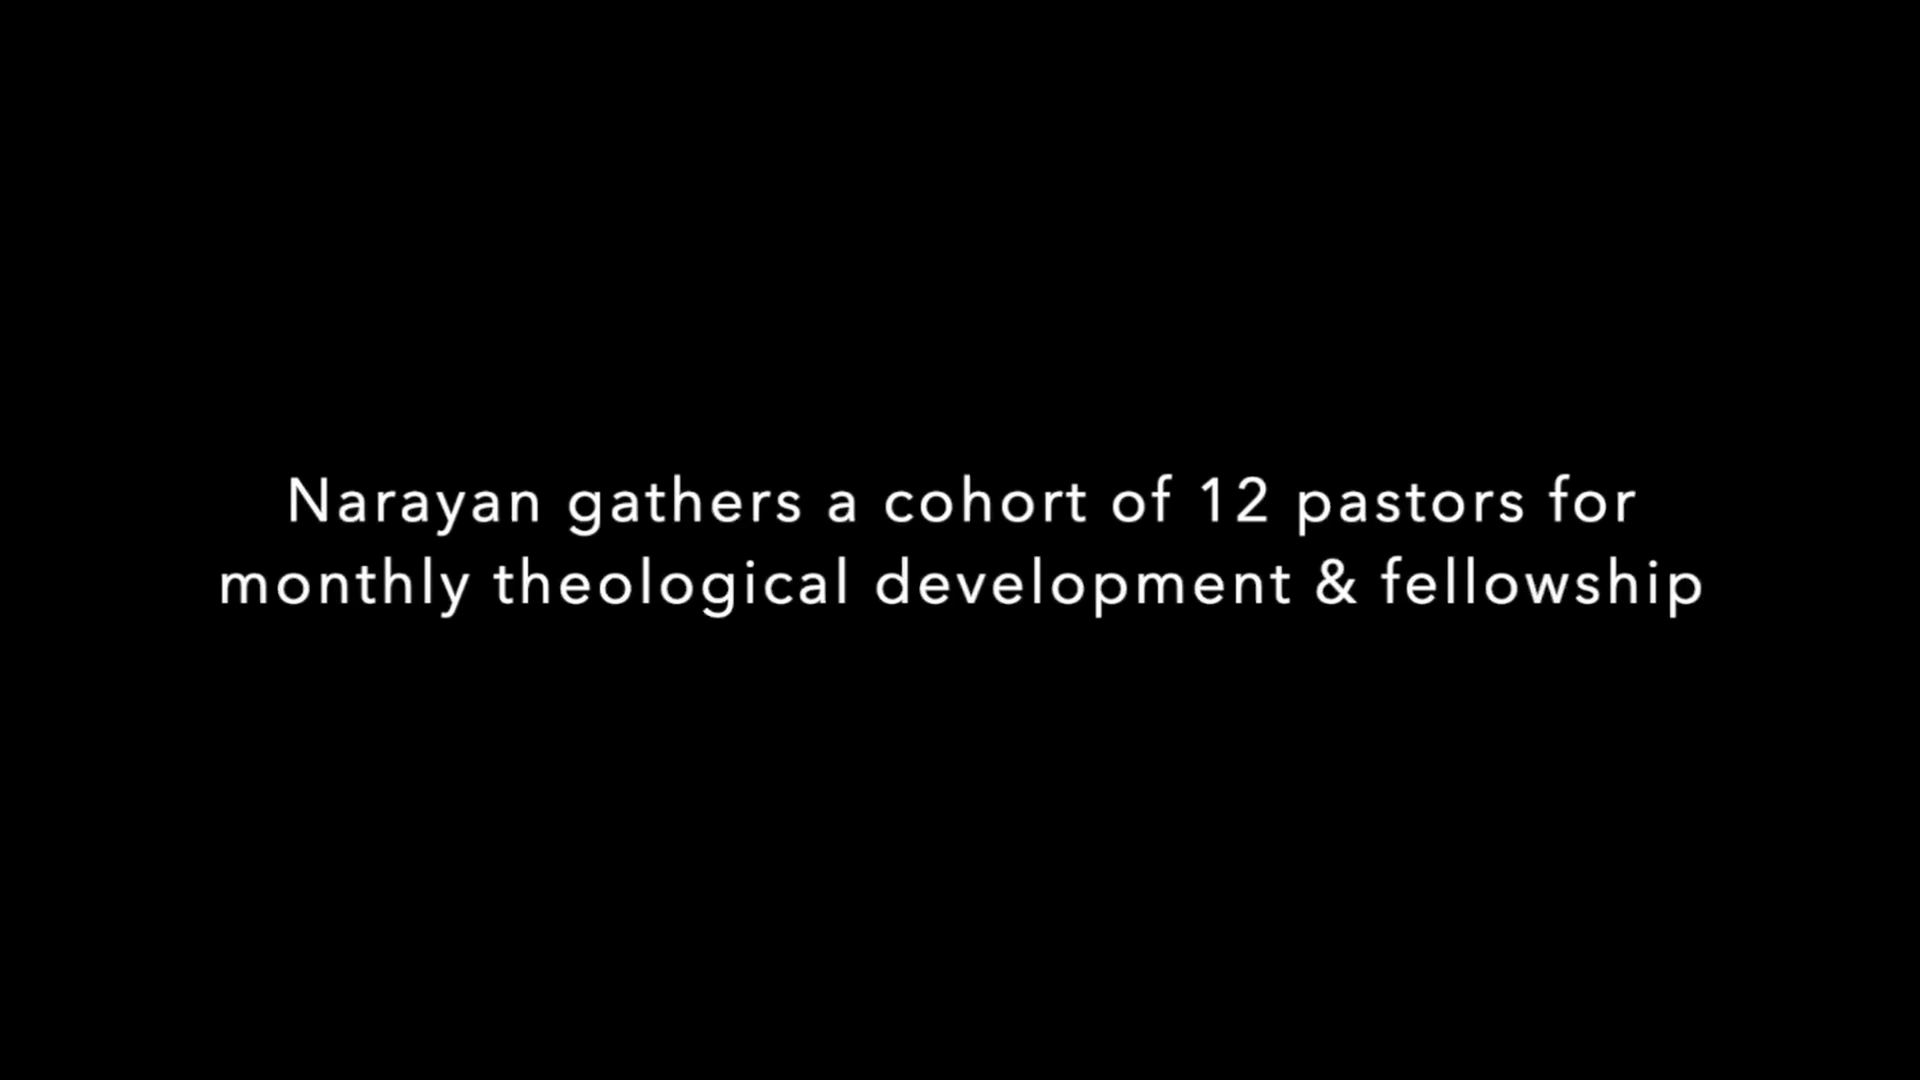 Narayan gathers a cohort of 12 pastors for
monthly theological development & fellowship